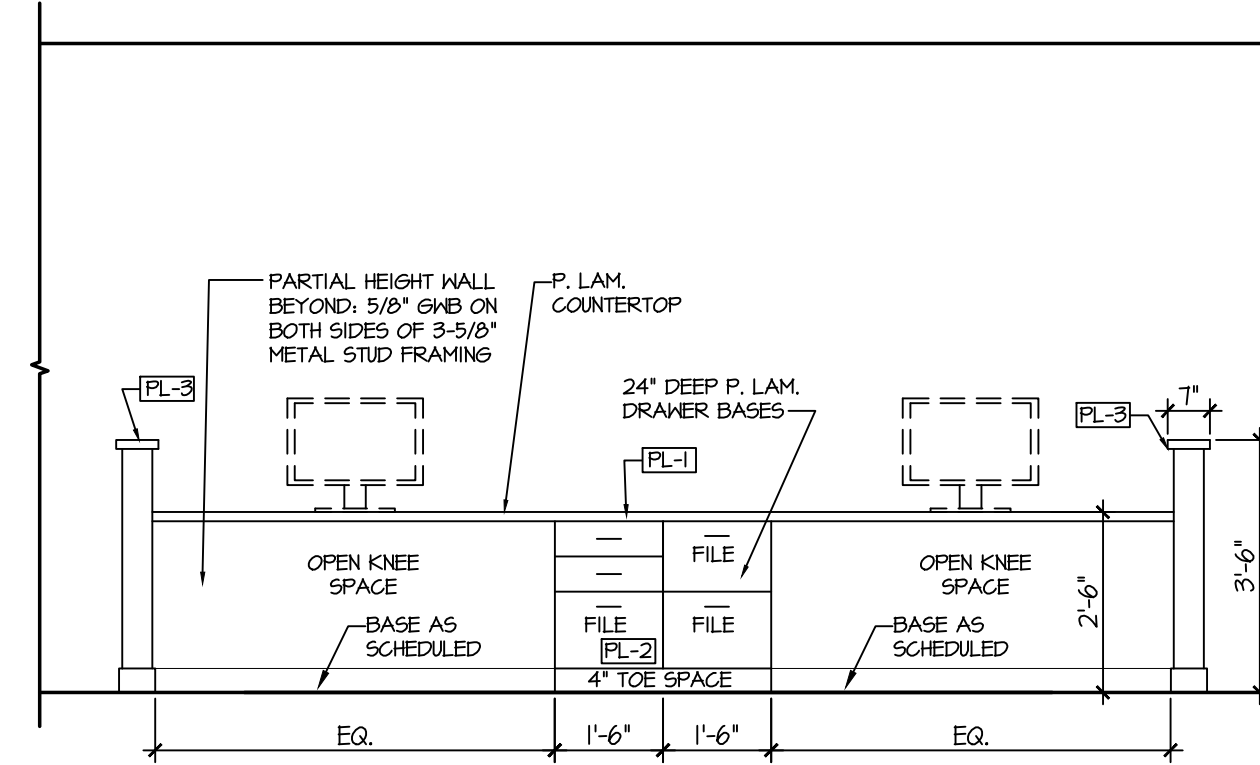 PARTIAL HEIGHT WALL
BEYOND: 5/8" GWB ON
BOTH SIDES OF 3-5/8"
METAL STUD FRAMING
P. LAM.
COUNTERTOP
24" DEEP P. LAM.
DRAWER BASES
PL-3
7"
PL-3
PL-1
OPEN KNEE
SPACE
FILE
OPEN KNEE
SPACE
3'-6"
2'-6"
BASE AS
SCHEDULED
FILE
FILE
PL-2
BASE AS
SCHEDULED
4" TOE SPACE
EQ.
1'-6"
1'-6"
EQ.